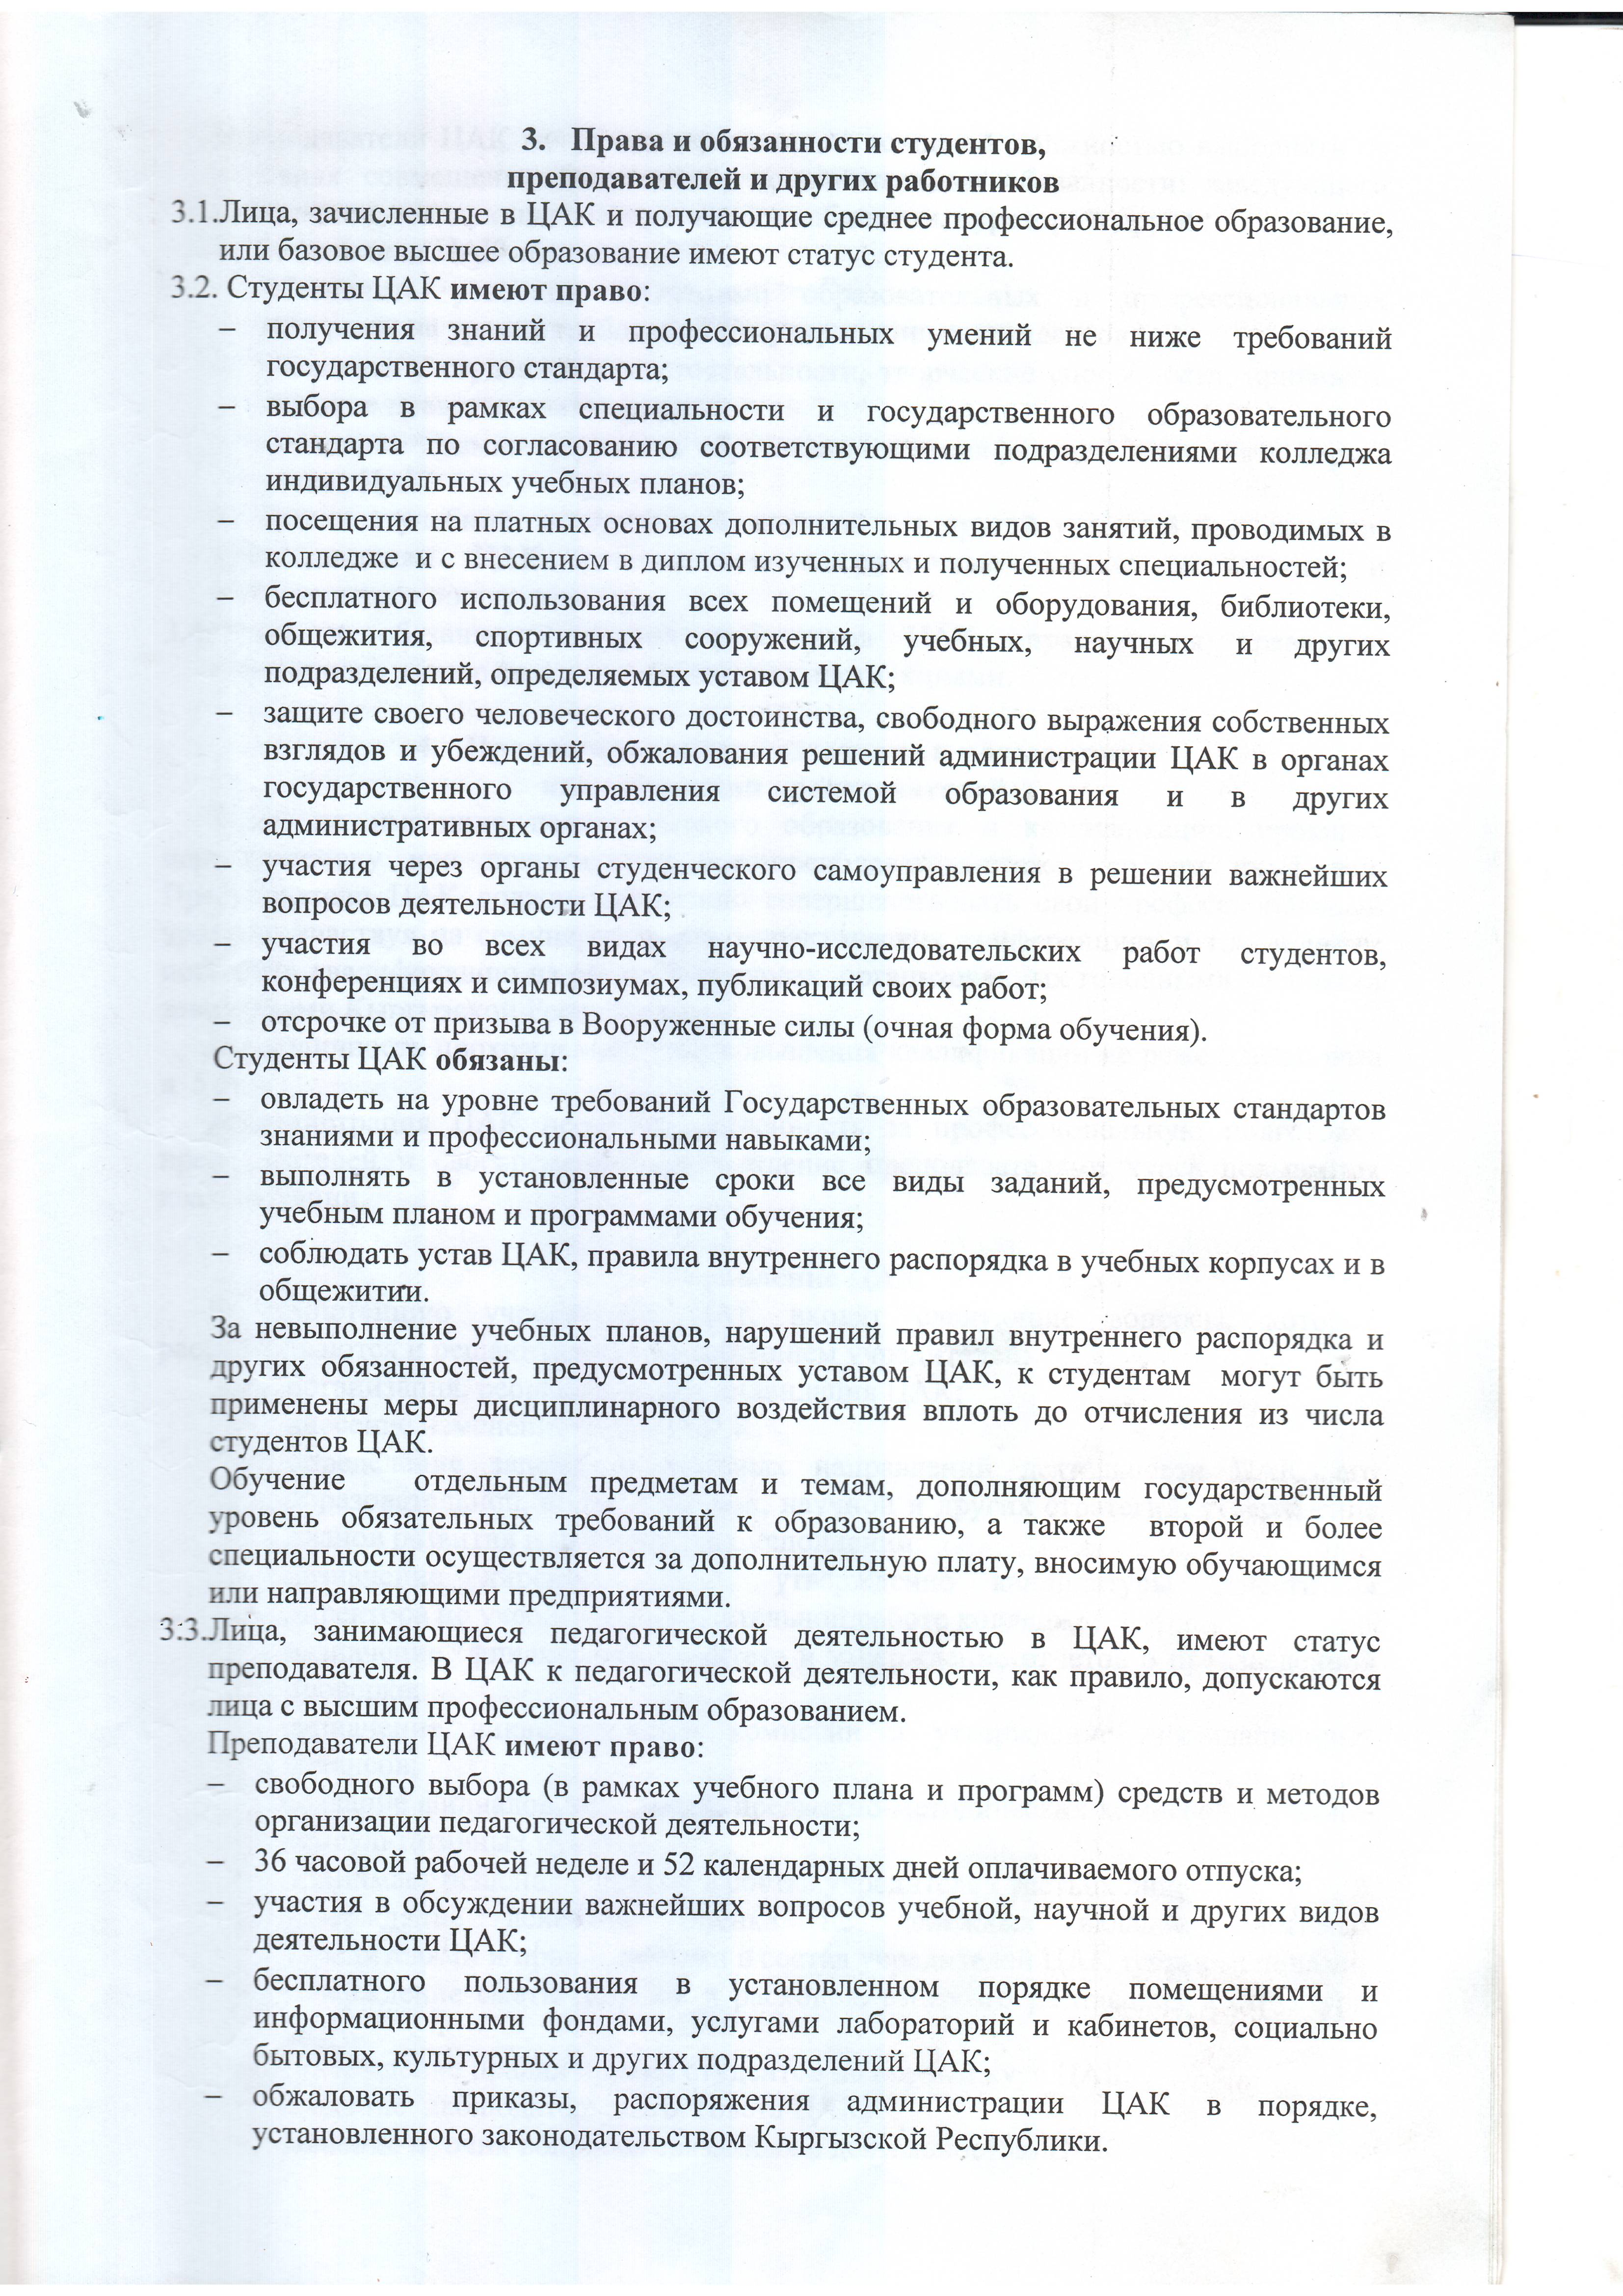 3. Права и обязанности студентов,
преподавателей и других работников
3.1.Лица, зачисленные в ЦАК и получающие среднее профессиональное образование,
или базовое высшее образование имеют статус студента.
3.2. Студенты ЦАК имеют право:
– получения знаний и профессиональных умений не ниже требований
государственного стандарта;
– выбора в рамках специальности и государственного образовательного
стандарта по согласованию соответствующими подразделениями колледжа
индивидуальных учебных планов;
– посещения на платных основах дополнительных видов занятий, проводимых в
колледже и с внесением в диплом изученных и полученных специальностей;
– бесплатного использования всех помещений и оборудования, библиотеки,
общежития, спортивных сооружений, учебных, научных и других
подразделений, определяемых уставом ЦАК;
– защите своего человеческого достоинства, свободного выражения собственных
взглядов и убеждений, обжалования решений администрации ЦАК в органах
государственного управления системой образования и в других
административных органах;
– участия через органы студенческого самоуправления в решении важнейших
вопросов деятельности ЦАК;
– участия во всех видах научно-исследовательских работ студентов,
конференциях и симпозиумах, публикаций своих работ;
– отсрочке от призыва в Вооруженные силы (очная форма обучения).
Студенты ЦАК обязаны:
– овладеть на уровне требований Государственных образовательных стандартов
знаниями и профессиональными навыками;
– выполнять в установленные сроки все виды заданий, предусмотренных
учебным планом и программами обучения;
– соблюдать устав ЦАК, правила внутреннего распорядка в учебных корпусах и в
общежитии.
За невыполнение учебных планов, нарушений правил внутреннего распорядка и
других обязанностей, предусмотренных уставом ЦАК, к студентам могут быть
применены меры дисциплинарного воздействия вплоть до отчисления из числа
студентов ЦАК.
Обучение отдельным предметам и темам, дополняющим государственный
уровень обязательных требований к образованию, а также второй и более
специальности осуществляется за дополнительную плату, вносимую обучающимся
или направляющими предприятиями.
3.3.Лица, занимающиеся педагогической деятельностью в ЦАК, имеют статус
преподавателя. В ЦАК к педагогической деятельности, как правило, допускаются
лица с высшим профессиональным образованием.
Преподаватели ЦАК имеют право:
– свободного выбора (в рамках учебного плана и программ) средств и методов
организации педагогической деятельности;
– 36 часовой рабочей неделе и 52 календарных дней оплачиваемого отпуска;
– участия в обсуждении важнейших вопросов учебной, научной и других видов
деятельности ЦАК;
– бесплатного пользования в установленном порядке помещениями и
информационными фондами, услугами лабораторий и кабинетов, социально
бытовых, культурных и других подразделений ЦАК;
– обжаловать приказы, распоряжения администрации ЦАК в порядке,
установленного законодательством Кыргызской Республики.